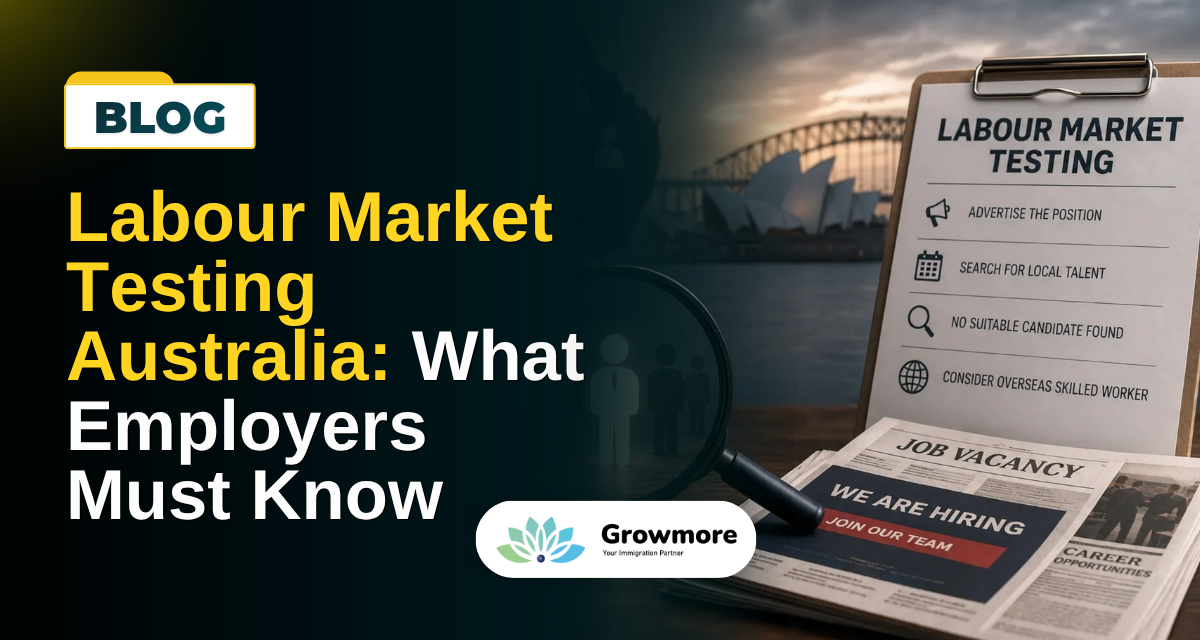 BLOG
Labour Market
Testing
Australia: What
Employers
Must Know
Growmore
Your Immigration Partner
LABOUR MARKET
TESTING
ADVERTISE THE POSITION
SEARCH FOR LOCAL TALENT
NO SUITABLE CANDIDATE FOUND
CONSIDER OVERSEAS SKILLED WORKER
JOB VACANCY
WE ARE HIRING
JOIN OUR TEAM
CAREER
OPPORTUNITIES